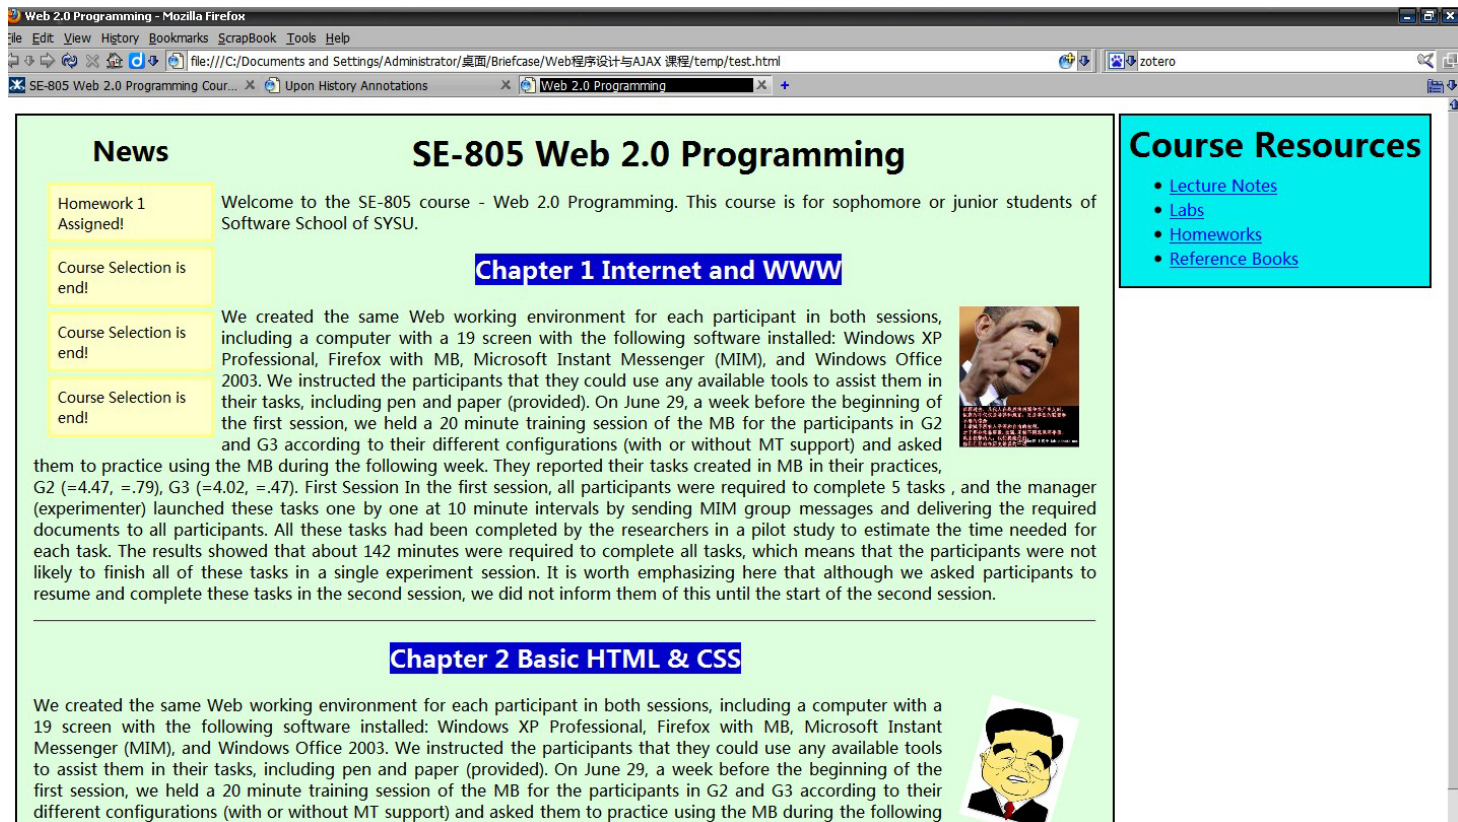 Web 2.0 Programming - Mozilla Firefox
File Edit View History Bookmarks ScrapBook Tools Help
file:///C:/Documents and Settings/Administrator/桌面/Briefcase/Web程序设计与AJAX 课程/temp/test.html
zotero
SE-805 Web 2.0 Programming Cour...
Upon History Annotations
Web 2.0 Programming
News
Homework 1
Assigned!
Course Selection is
end!
Course Selection is
end!
Course Selection is
end!
SE-805 Web 2.0 Programming
Welcome to the SE-805 course - Web 2.0 Programming. This course is for sophomore or junior students of
Software School of SYSU.
Chapter 1 Internet and WWW
We created the same Web working environment for each participant in both sessions,
including a computer with a 19 screen with the following software installed: Windows XP
Professional, Firefox with MB, Microsoft Instant Messenger (MIM), and Windows Office
2003. We instructed the participants that they could use any available tools to assist them in
their tasks, including pen and paper (provided). On June 29, a week before the beginning of
the first session, we held a 20 minute training session of the MB for the participants in G2
and G3 according to their different configurations (with or without MT support) and asked
them to practice using the MB during the following week. They reported their tasks created in MB in their practices,
G2 (=4.47, =.79), G3 (=4.02, =.47). First Session In the first session, all participants were required to complete 5 tasks , and the manager
(experimenter) launched these tasks one by one at 10 minute intervals by sending MIM group messages and delivering the required
documents to all participants. All these tasks had been completed by the researchers in a pilot study to estimate the time needed for
each task. The results showed that about 142 minutes were required to complete all tasks, which means that the participants were not
likely to finish all of these tasks in a single experiment session. It is worth emphasizing here that although we asked participants to
resume and complete these tasks in the second session, we did not inform them of this until the start of the second session.
Chapter 2 Basic HTML & CSS
We created the same Web working environment for each participant in both sessions, including a computer with a
19 screen with the following software installed: Windows XP Professional, Firefox with MB, Microsoft Instant
Messenger (MIM), and Windows Office 2003. We instructed the participants that they could use any available tools
to assist them in their tasks, including pen and paper (provided). On June 29, a week before the beginning of the
first session, we held a 20 minute training session of the MB for the participants in G2 and G3 according to their
different configurations (with or without MT support) and asked them to practice using the MB during the following
Course Resources
Lecture Notes
Labs
Homeworks
Reference Books